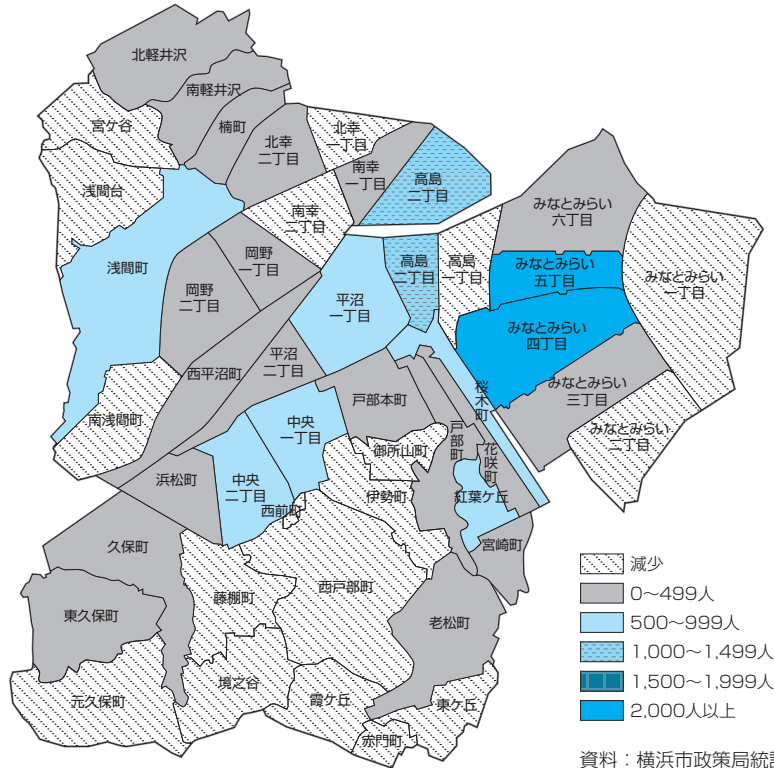 北軽井沢
南軽井沢
宮ケ谷
楠町
北幸
二丁目
北幸
一丁目
南幸
一丁目
高島
二丁目
浅間台
南幸
二丁目
みなとみらい
六丁目
浅間町
岡野
一丁目
岡野
二丁目
平沼
一丁目
高島
二丁目
高島
一丁目
みなとみらい
五丁目
みなとみらい
一丁目
みなとみらい
四丁目
西平沼町
平沼
二丁目
戸部本町
桜木町
みなとみらい
三丁目
みなとみらい
二丁目
南浅間町
中央
一丁目
中央
二丁目
御所山町
戸部町
花咲町
浜松町
西前町
伊勢町
紅葉ケ丘
宮崎町
久保町
藤棚町
西戸部町
東久保町
老松町
元久保町
境之谷
霞ケ丘
東ケ丘
赤門町
減少
0〜499人
500〜999人
1,000〜1,499人
1,500〜1,999人
2,000人以上
資料：横浜市政策局統